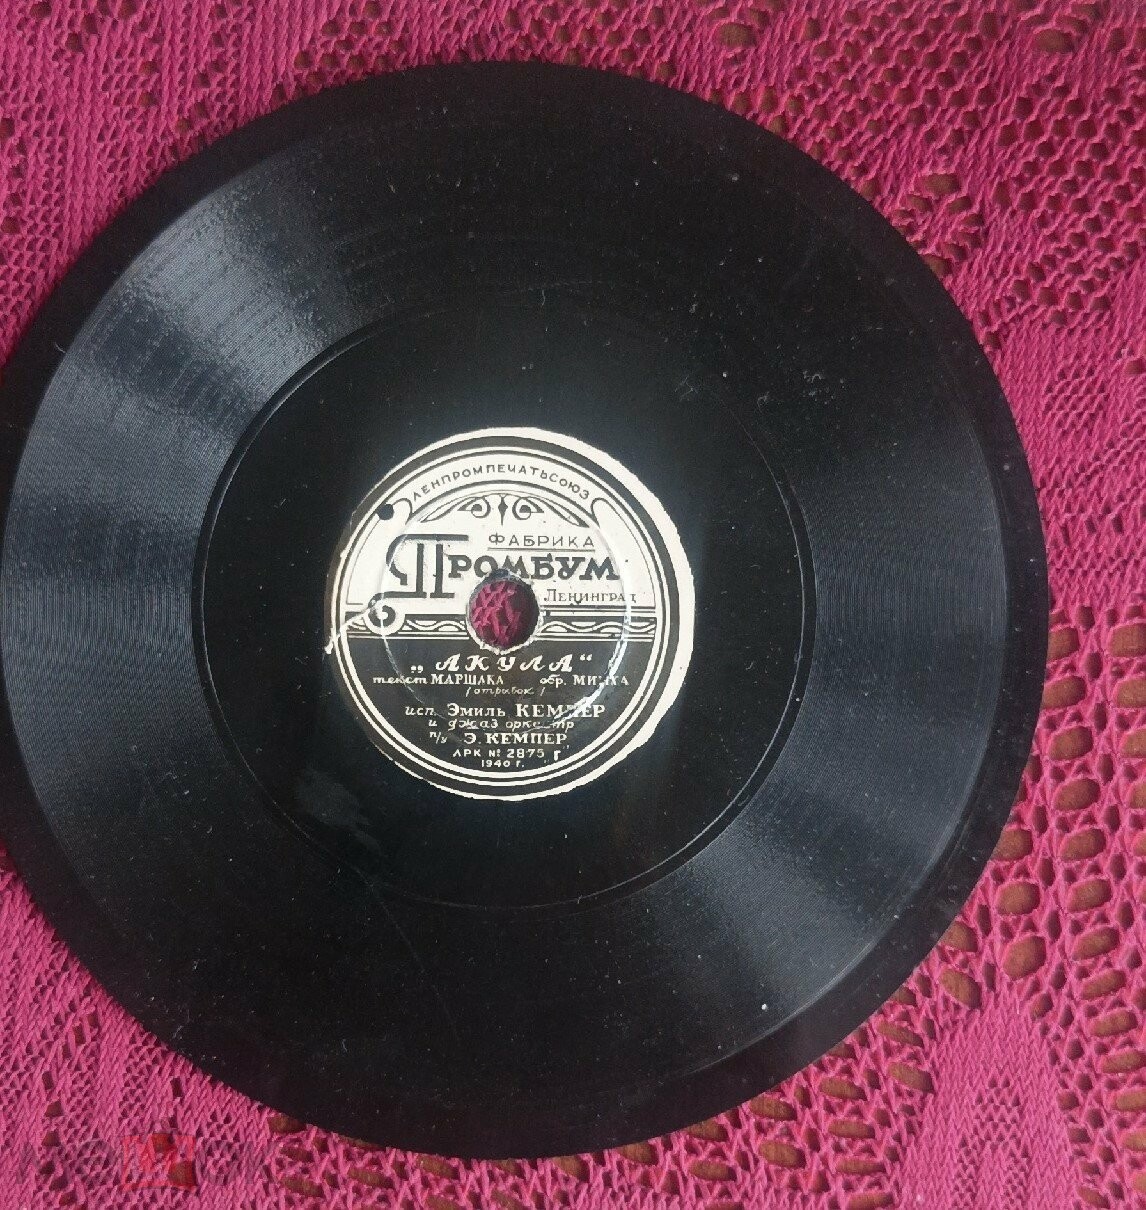 ЛЕНПРОМПЕЧАТЬСОЮЗ
ФАБРИКА
ПРОМБУМ
ЛЕНИНГРАД
„АКУЛА“
текст МАРШАКА обр. МИНХА
/отрывок/
исп. Эмиль КЕМПЕР
и джаз оркестр
п/у Э. КЕМПЕР
АРК № 2875 „Г“
1940 г.